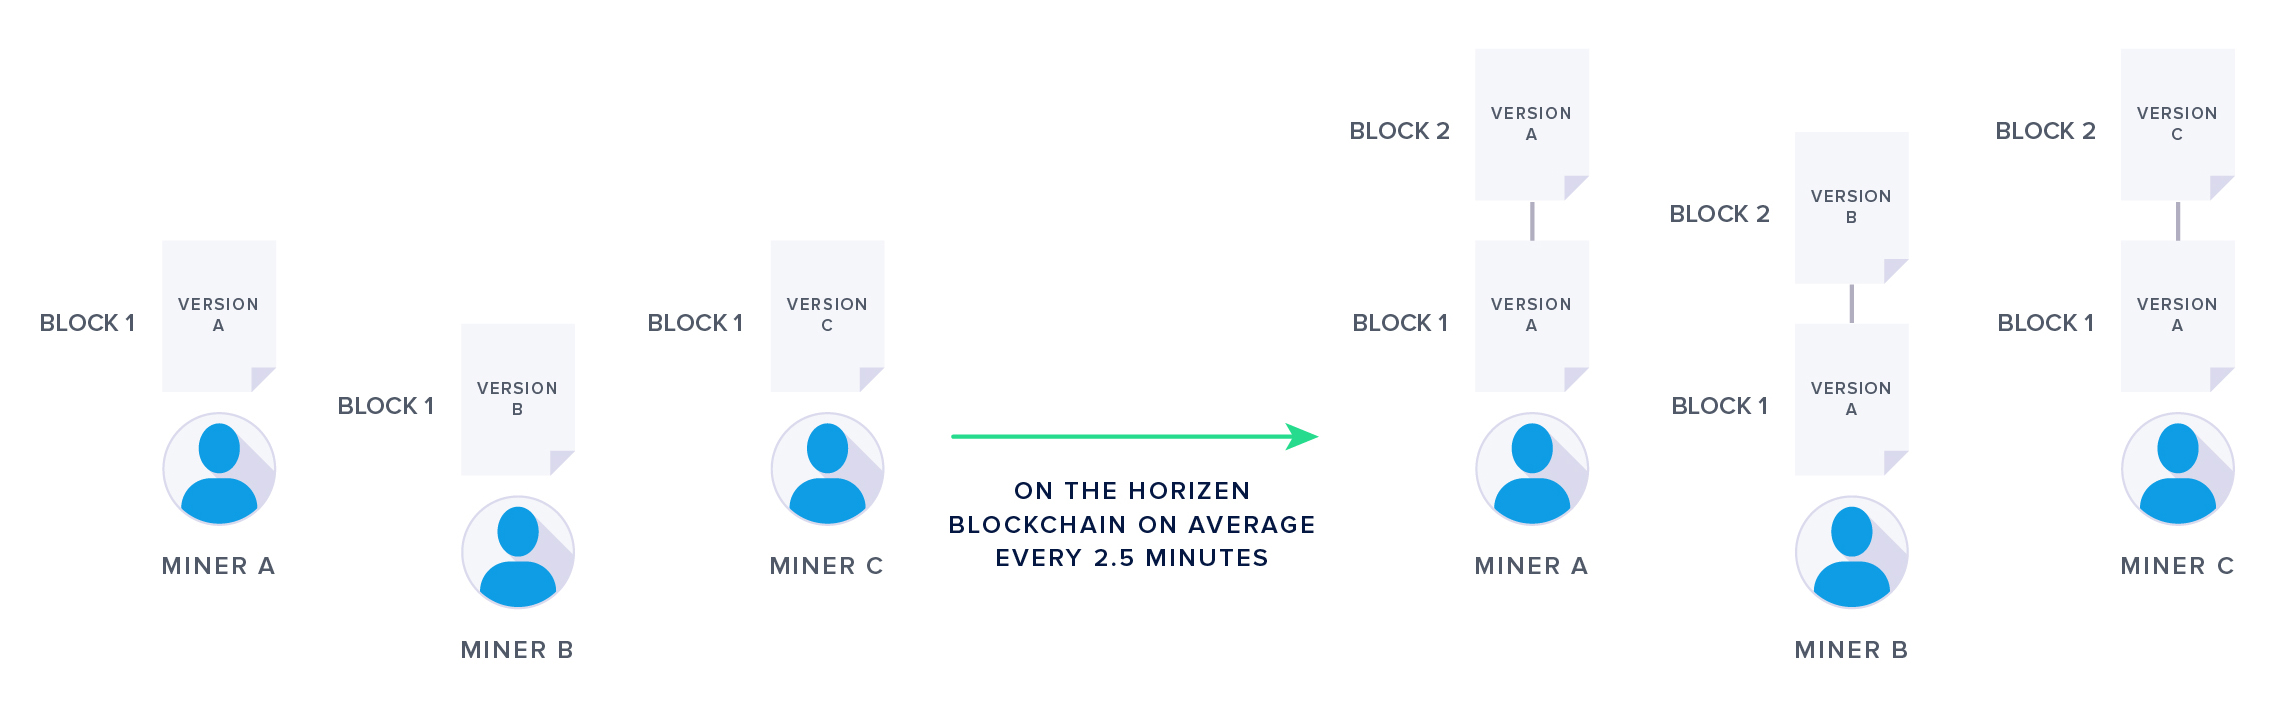 BLOCK 1
VERSION
A
MINER A
BLOCK 1
VERSION
B
MINER B
BLOCK 1
VERSION
C
MINER C
ON THE HORIZEN
BLOCKCHAIN ON AVERAGE
EVERY 2.5 MINUTES
BLOCK 2
VERSION
A
BLOCK 1
VERSION
A
MINER A
BLOCK 2
VERSION
B
BLOCK 1
VERSION
A
MINER B
BLOCK 2
VERSION
C
BLOCK 1
VERSION
A
MINER C